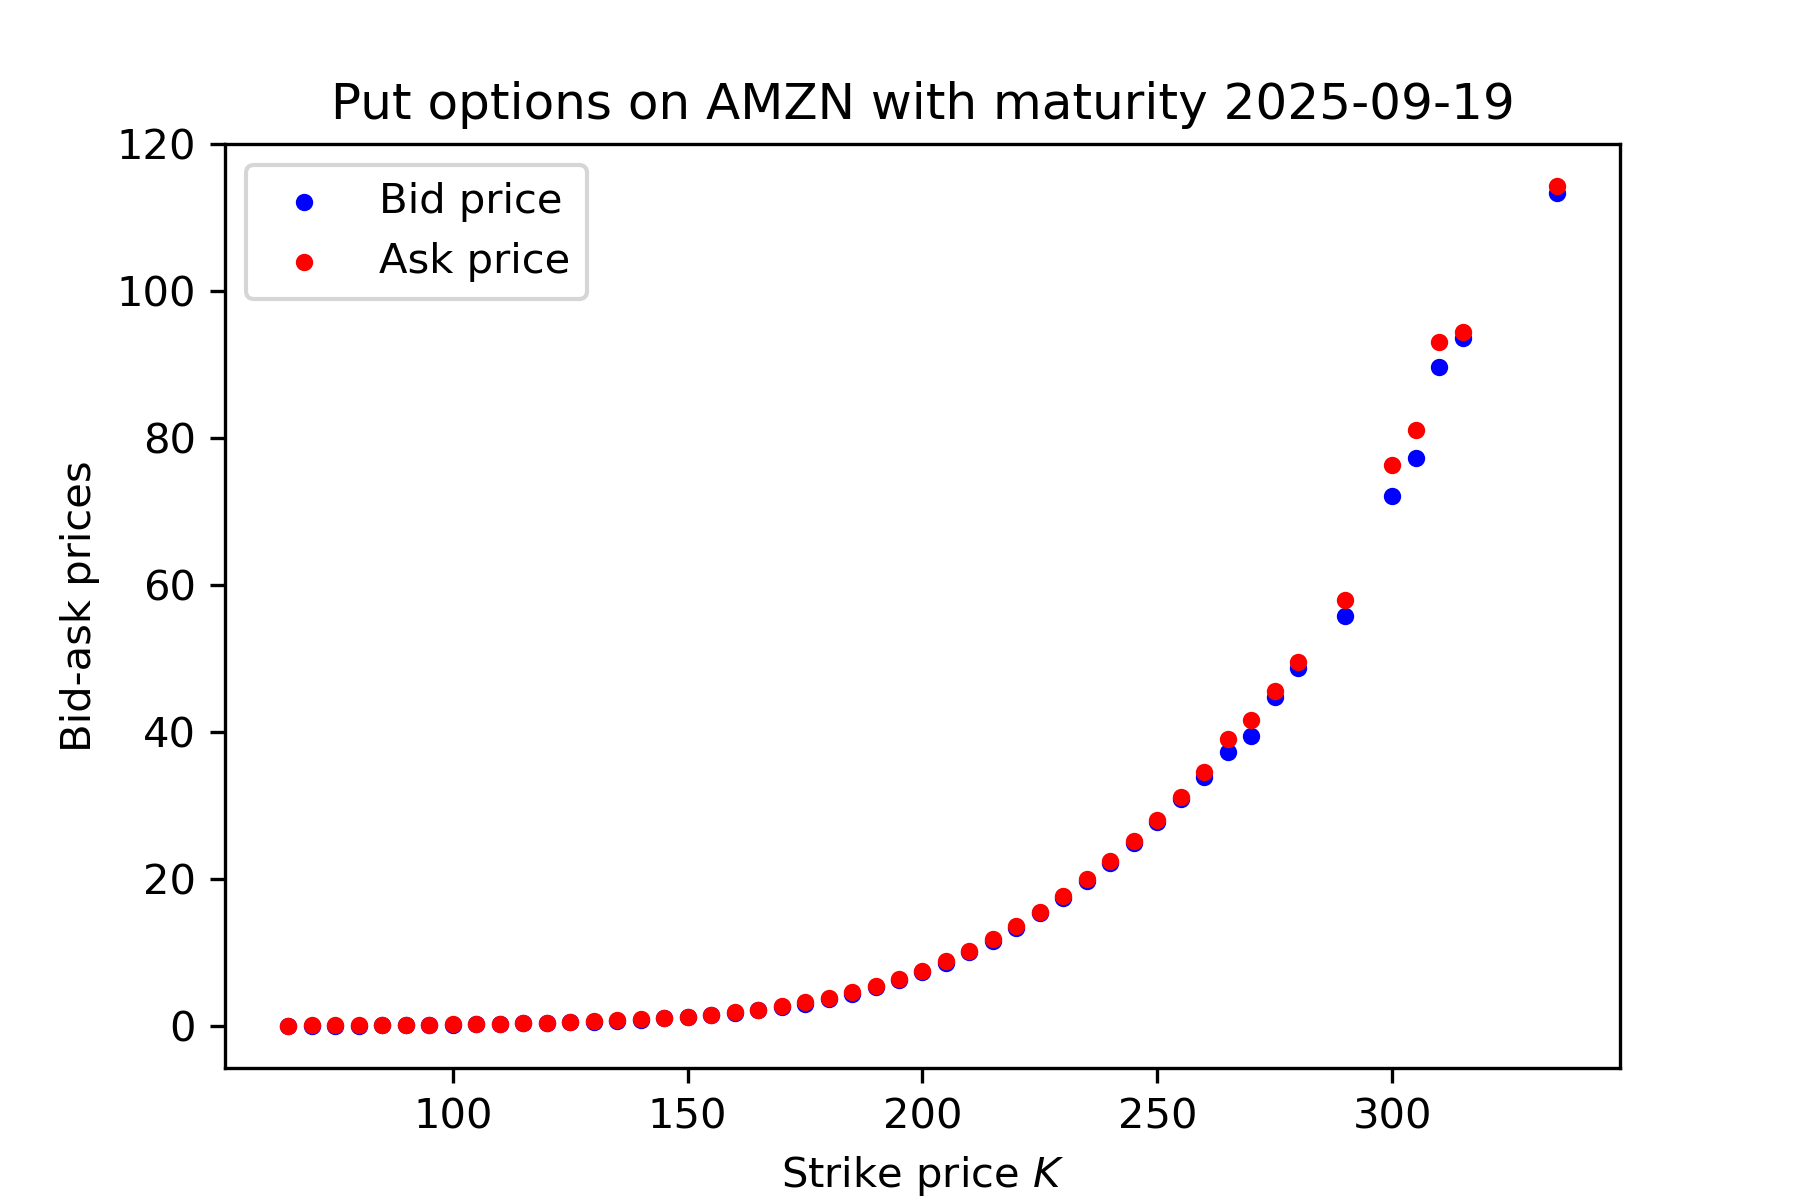 Put options on AMZN with maturity 2025-09-19
120
100
80
60
40
20
0
Bid price
Ask price
Bid-ask prices
100 150 200 250 300
Strike price K